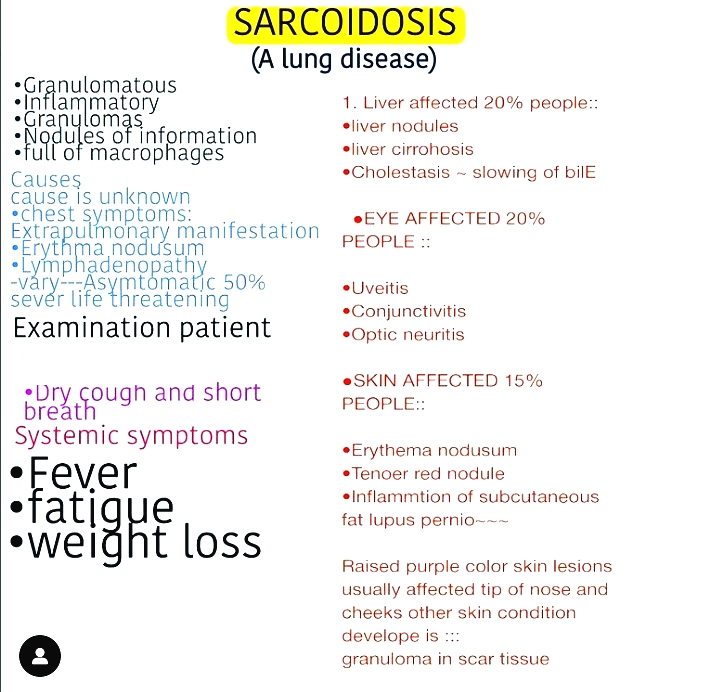 SARCOIDOSIS
(A lung disease)
•Granulomatous
•Inflammatory
•Granulomas
•Nodules of information
•full of macrophages
Causes
cause is unknown
•chest symptoms:
Extrapulmonary manifestation
•Erythma nodusum
•Lymphadenopathy
-vary---Asymtomatic 50%
sever life threatening
Examination patient
•Dry cough and short
breath
Systemic symptoms
•Fever
•fatigue
•weight loss
1. Liver affected 20% people::
•liver nodules
•liver cirrohosis
•Cholestasis ~ slowing of bilE
•EYE AFFECTED 20%
PEOPLE ::
•Uveitis
•Conjunctivitis
•Optic neuritis
•SKIN AFFECTED 15%
PEOPLE::
•Erythema nodusum
•Tenoer red nodule
•Inflammtion of subcutaneous
fat lupus pernio~~~
Raised purple color skin lesions
usually affected tip of nose and
cheeks other skin condition
develope is :::
granuloma in scar tissue